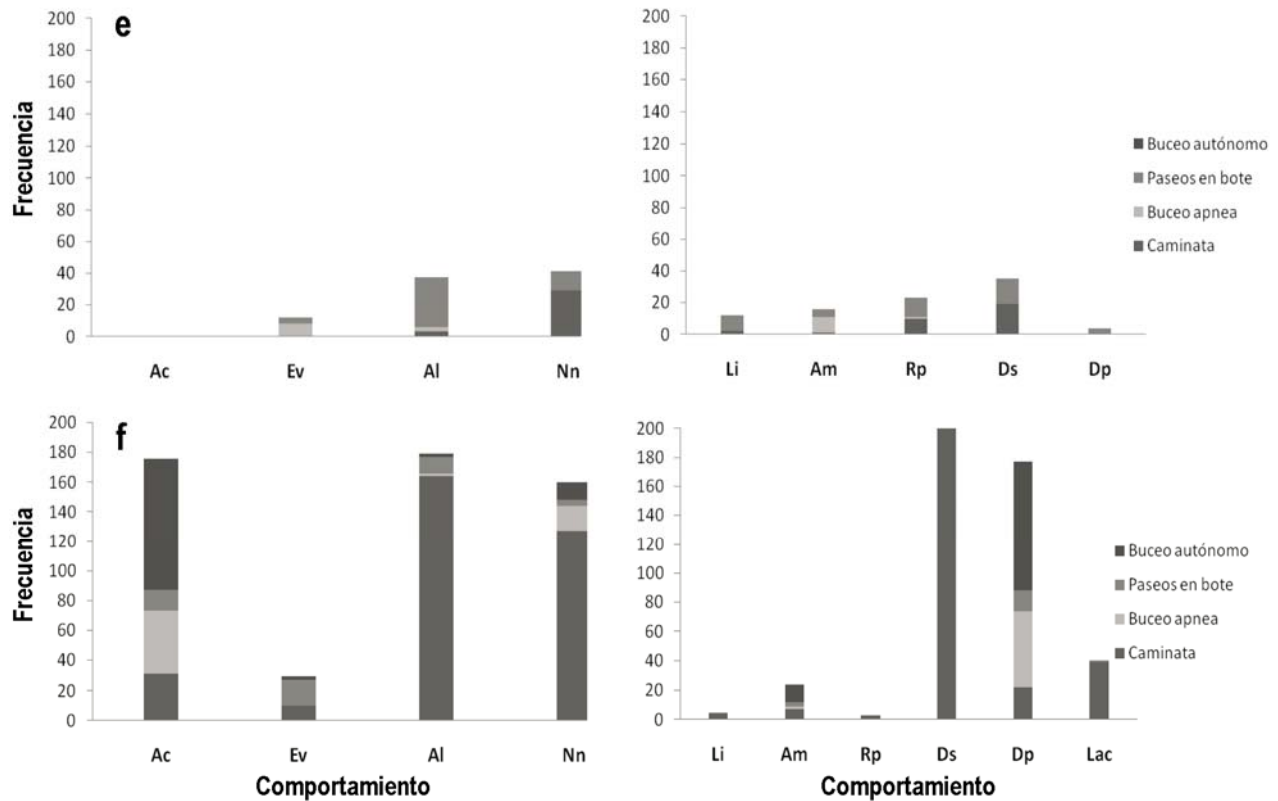 e
Frecuencia
200
180
160
140
120
100
80
60
40
20
0
Ac Ev Al Nn
200
180
160
140
120
100
80
60
40
20
0
Li Am Rp Ds Dp
Buceo autónomo
Paseos en bote
Buceo apnea
Caminata
f
Frecuencia
200
180
160
140
120
100
80
60
40
20
0
Ac Ev Al Nn
Comportamiento
200
180
160
140
120
100
80
60
40
20
0
Li Am Rp Ds Dp Lac
Comportamiento
Buceo autónomo
Paseos en bote
Buceo apnea
Caminata